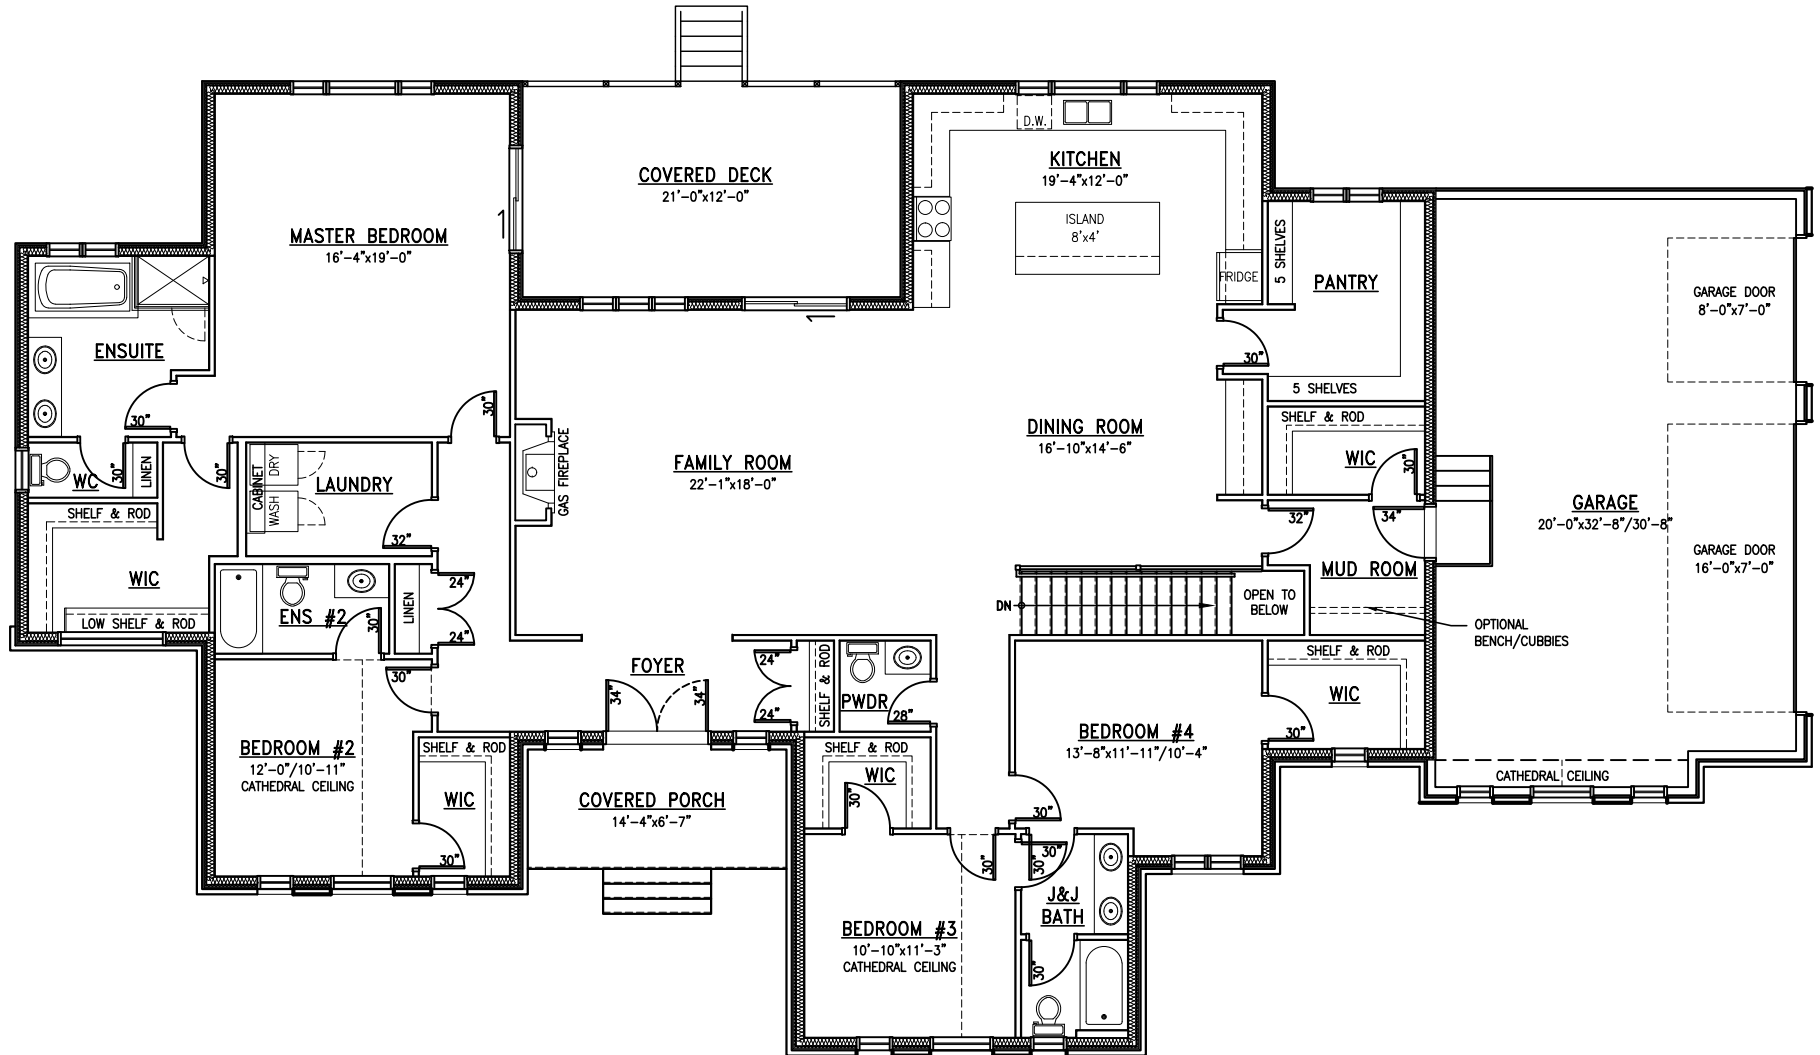 D.W.
KITCHEN
19'-4"x12'-0"
COVERED DECK
21'-0"x12'-0"
ISLAND
8'x4'
MASTER BEDROOM
16'-4"x19'-0"
1
FRIDGE
5 SHELVES
PANTRY
GARAGE DOOR
8'-0"x7'-0"
1
ENSUITE
30"
5 SHELVES
30"
30"
SHELF & ROD
DINING ROOM
16'-10"x14'-6"
WIC
30"
FAMILY ROOM
22'-1"x18'-0"
GAS FIREPLACE
WC
30"
LINEN
30"
CABINET
DRY
WASH
LAUNDRY
32"
GARAGE
20'-0"x32'-8"/30'-8"
SHELF & ROD
32"
34"
GARAGE DOOR
16'-0"x7'-0"
WIC
MUD ROOM
24"
LINEN
24"
DN
OPEN TO
BELOW
LOW SHELF & ROD
ENS #2
30"
OPTIONAL
BENCH/CUBBIES
FOYER
24"
24"
SHELF & ROD
SHELF & ROD
30"
34"
34"
PWDR
28"
WIC
30"
BEDROOM #2
12'-0"/10'-11"
CATHEDRAL CEILING
SHELF & ROD
WIC
30"
SHELF & ROD
WIC
30"
BEDROOM #4
13'-8"x11'-11"/10'-4"
CATHEDRAL CEILING
COVERED PORCH
14'-4"x6'-7"
30"
30"
30"
30"
J&J
BATH
BEDROOM #3
10'-10"x11'-3"
CATHEDRAL CEILING
30"